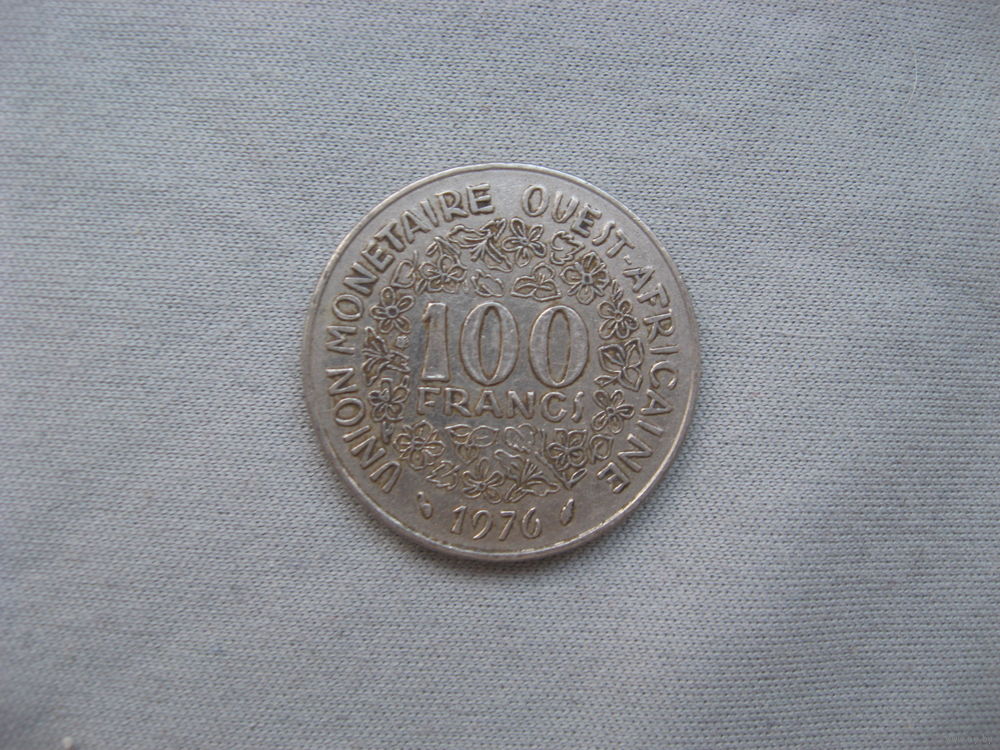 UNION MONETAIRE OUEST-AFRICAINE
100
FRANCS
1976